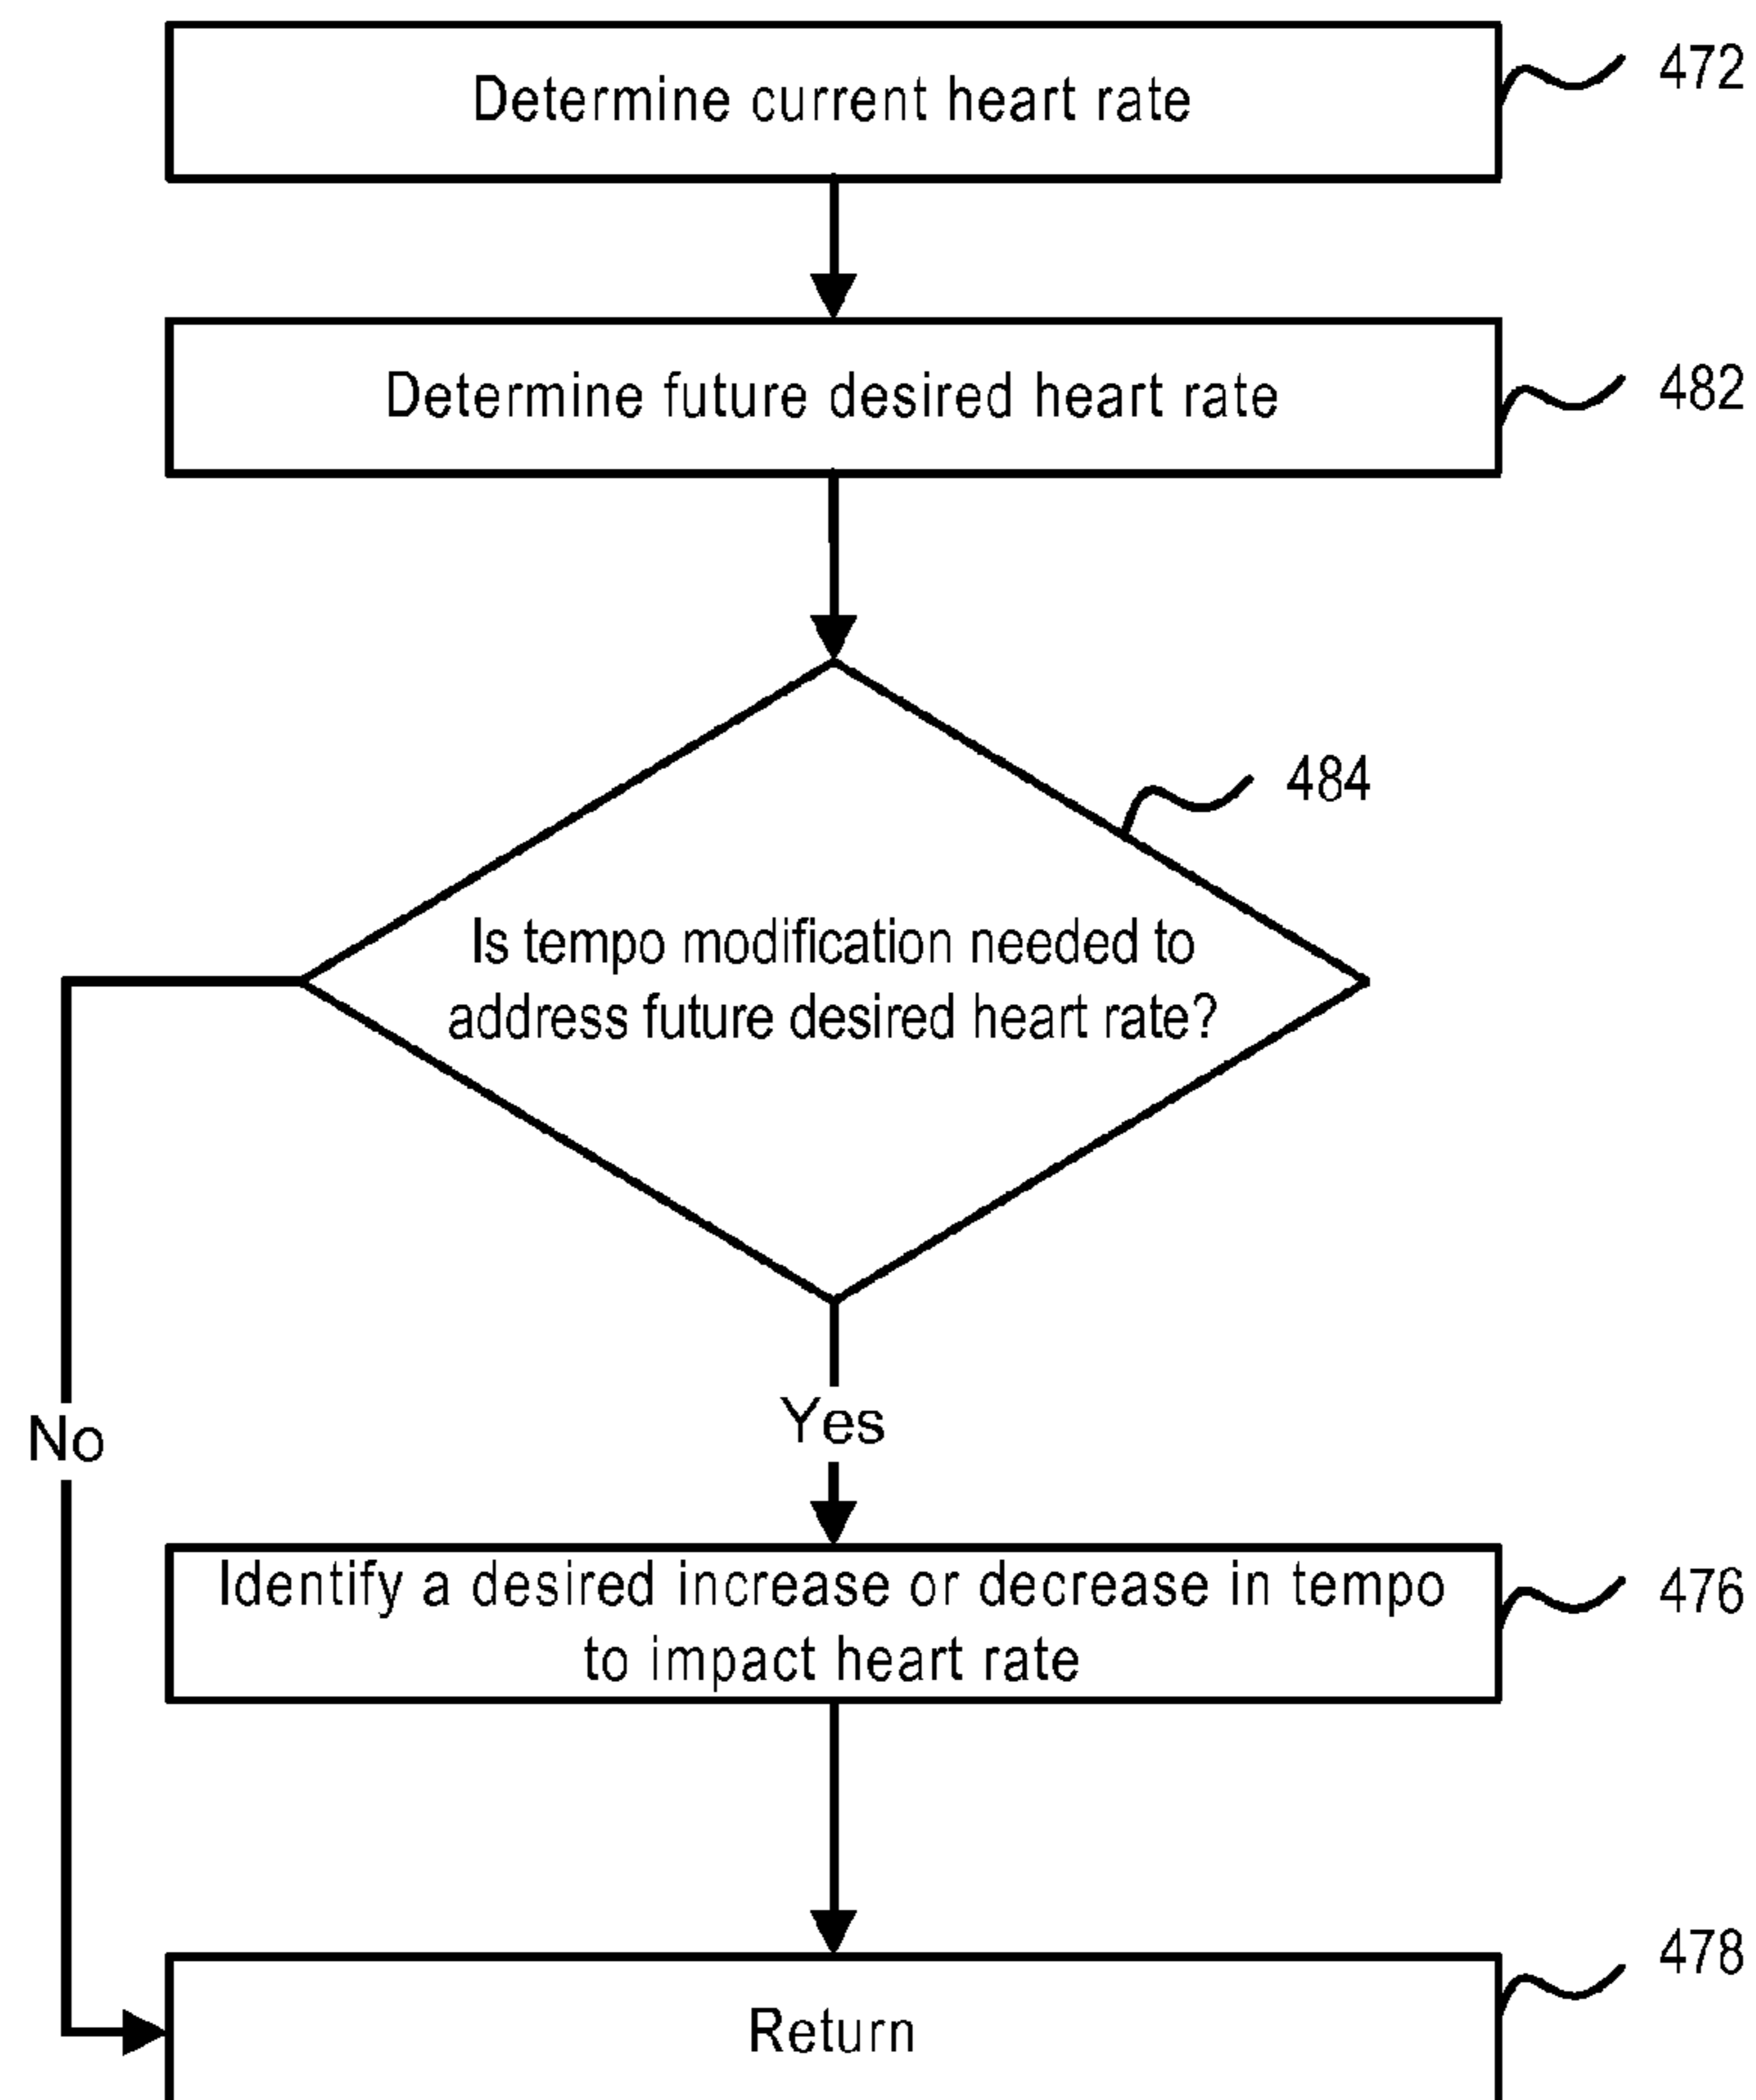 Determine current heart rate
472
Determine future desired heart rate
482
484
Is tempo modification needed to
address future desired heart rate?
No
Yes
Identify a desired increase or decrease in tempo
to impact heart rate
476
478
Return